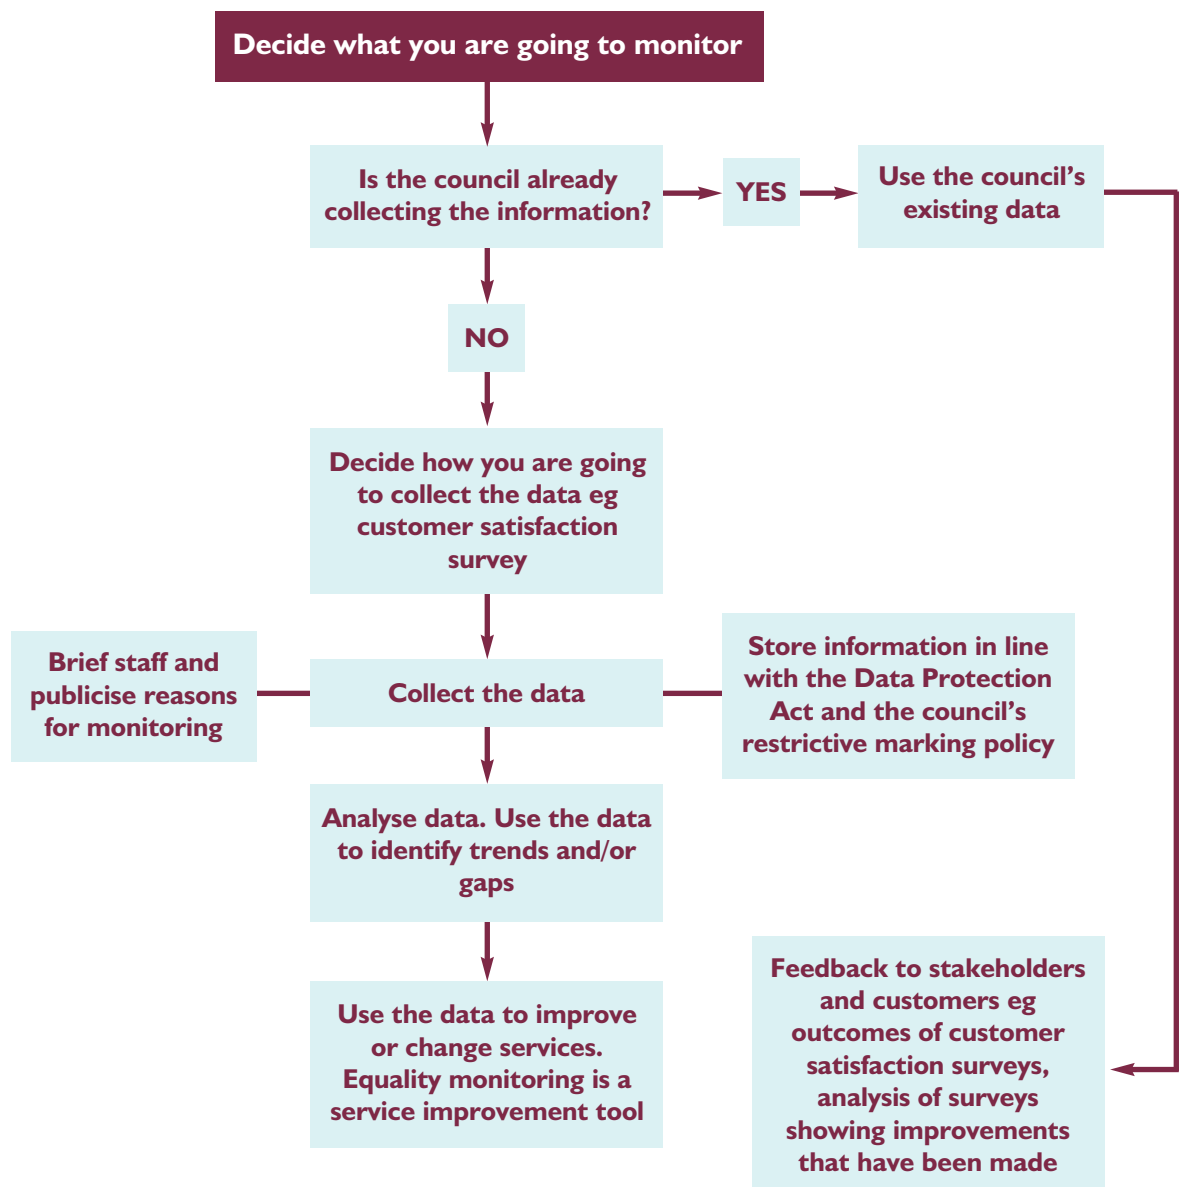 Decide what you are going to monitor
Is the council already
collecting the information?
YES
Use the council’s
existing data
NO
Decide how you are going
to collect the data eg
customer satisfaction
survey
Brief staff and
publicise reasons
for monitoring
Collect the data
Store information in line
with the Data Protection
Act and the council’s
restrictive marking policy
Analyse data. Use the data
to identify trends and/or
gaps
Use the data to improve
or change services.
Equality monitoring is a
service improvement tool
Feedback to stakeholders
and customers eg
outcomes of customer
satisfaction surveys,
analysis of surveys
showing improvements
that have been made